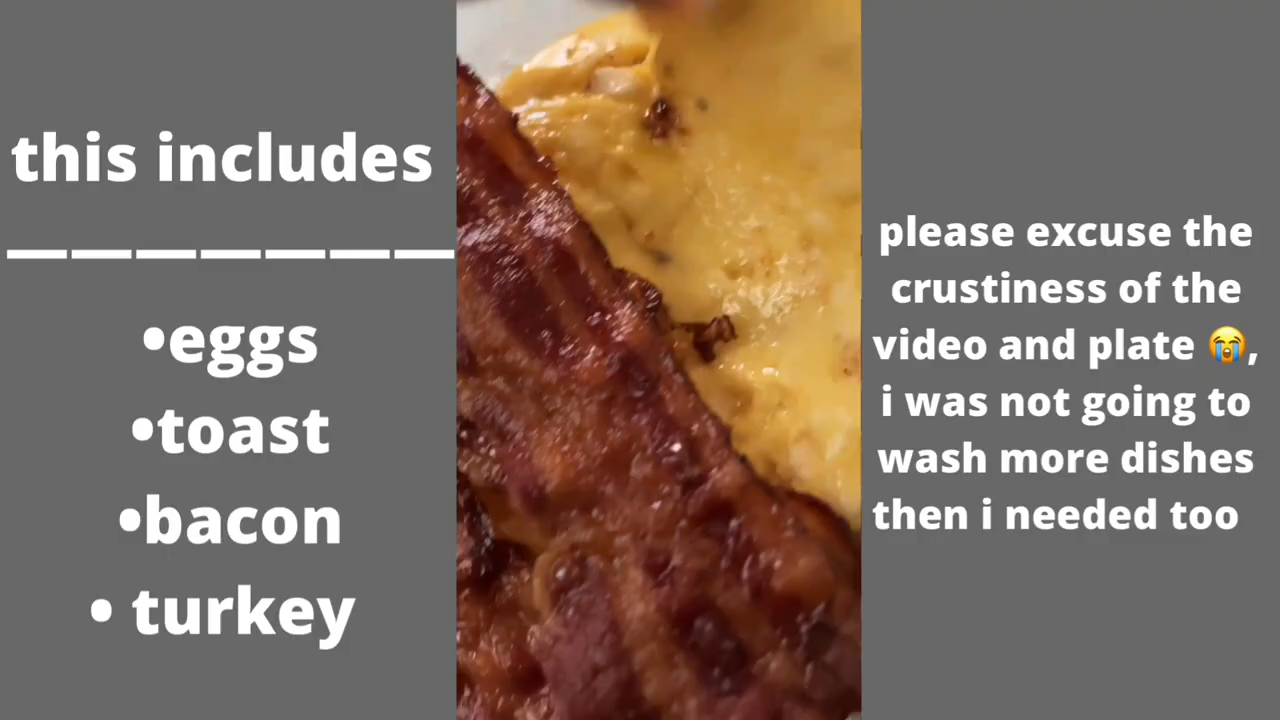 this includes
———————
•eggs
•toast
•bacon
• turkey
please excuse the
crustiness of the
video and plate 😭,
i was not going to
wash more dishes
then i needed too